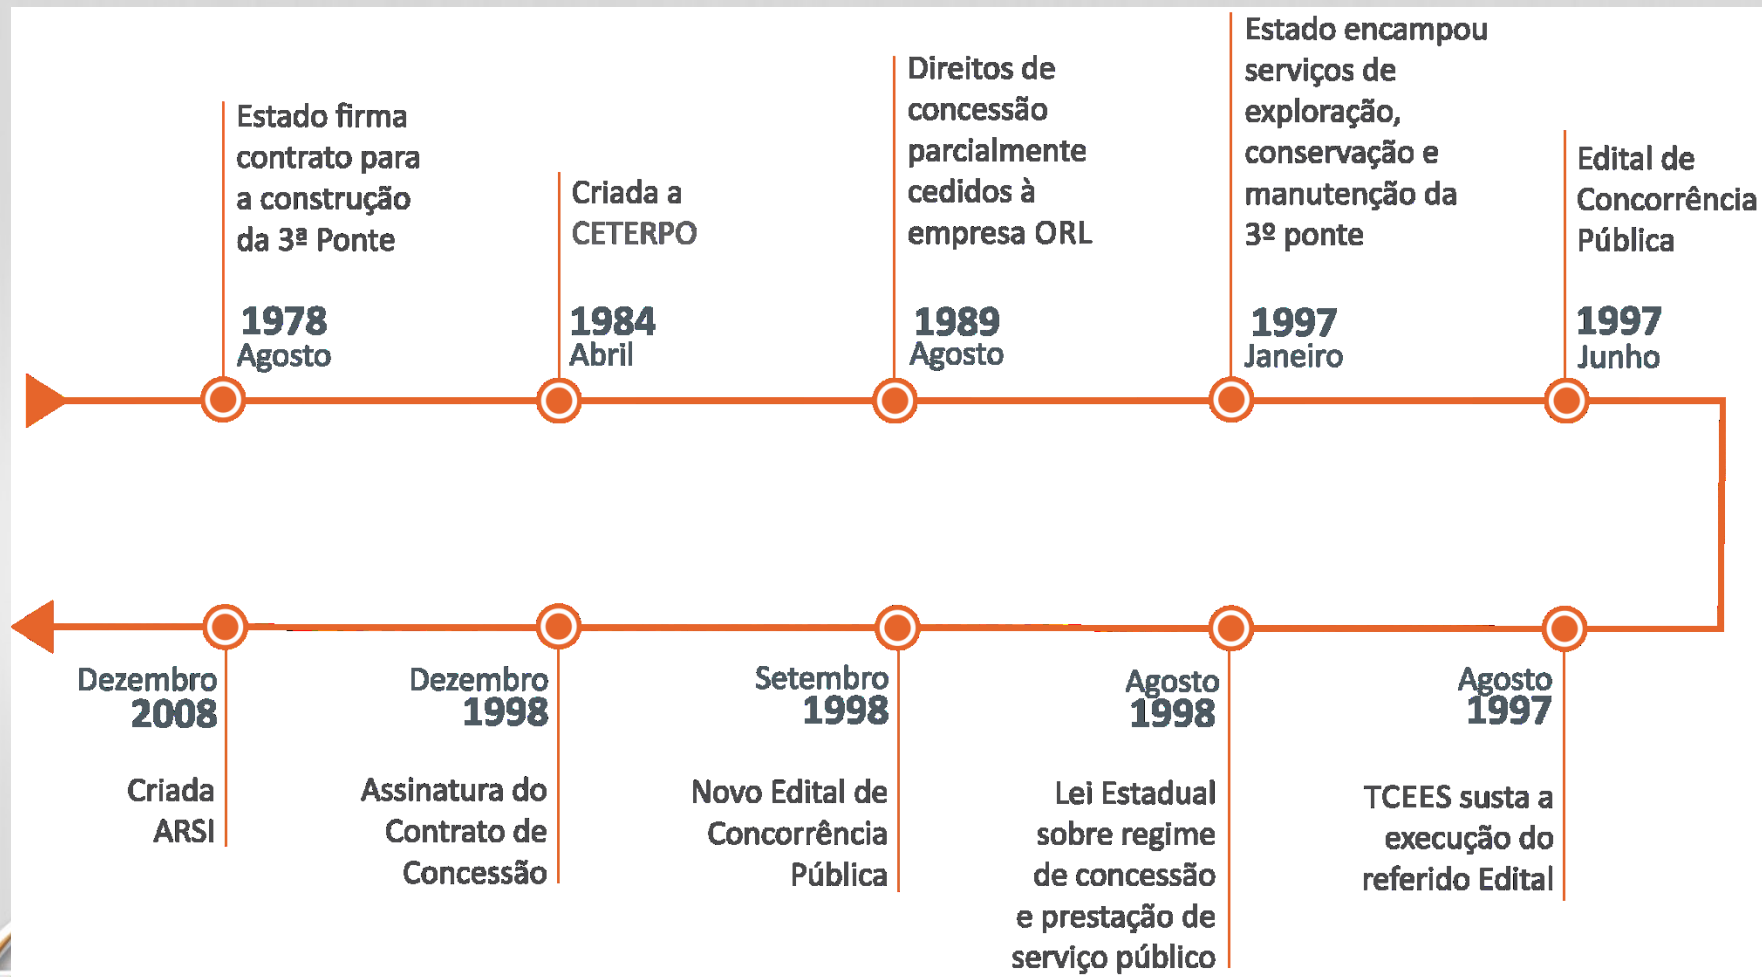 Estado firma
contrato para
a construção
da 3ª Ponte
1978
Agosto
Criada a
CETERPO
1984
Abril
Direitos de
concessão
parcialmente
cedidos à
empresa ORL
1989
Agosto
Estado encampou
serviços de
exploração,
conservação e
manutenção da
3º ponte
1997
Janeiro
Edital de
Concorrência
Pública
1997
Junho
Agosto
1997
TCEES susta a
execução do
referido Edital
Agosto
1998
Lei Estadual
sobre regime
de concessão
e prestação de
serviço público
Setembro
1998
Novo Edital de
Concorrência
Pública
Dezembro
1998
Assinatura do
Contrato de
Concessão
Dezembro
2008
Criada
ARSI